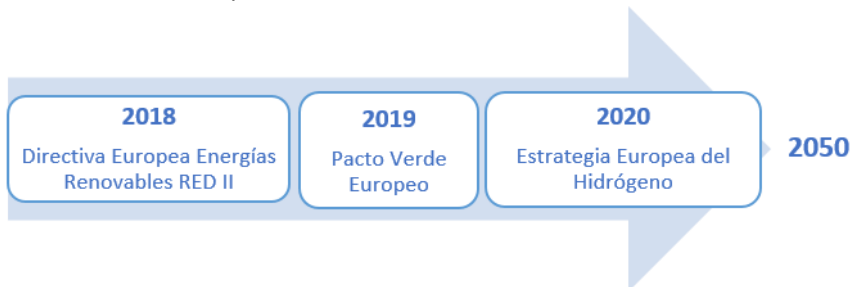 2018
Directiva Europea Energías
Renovables RED II
2019
Pacto Verde
Europeo
2020
Estrategia Europea del
Hidrógeno
2050